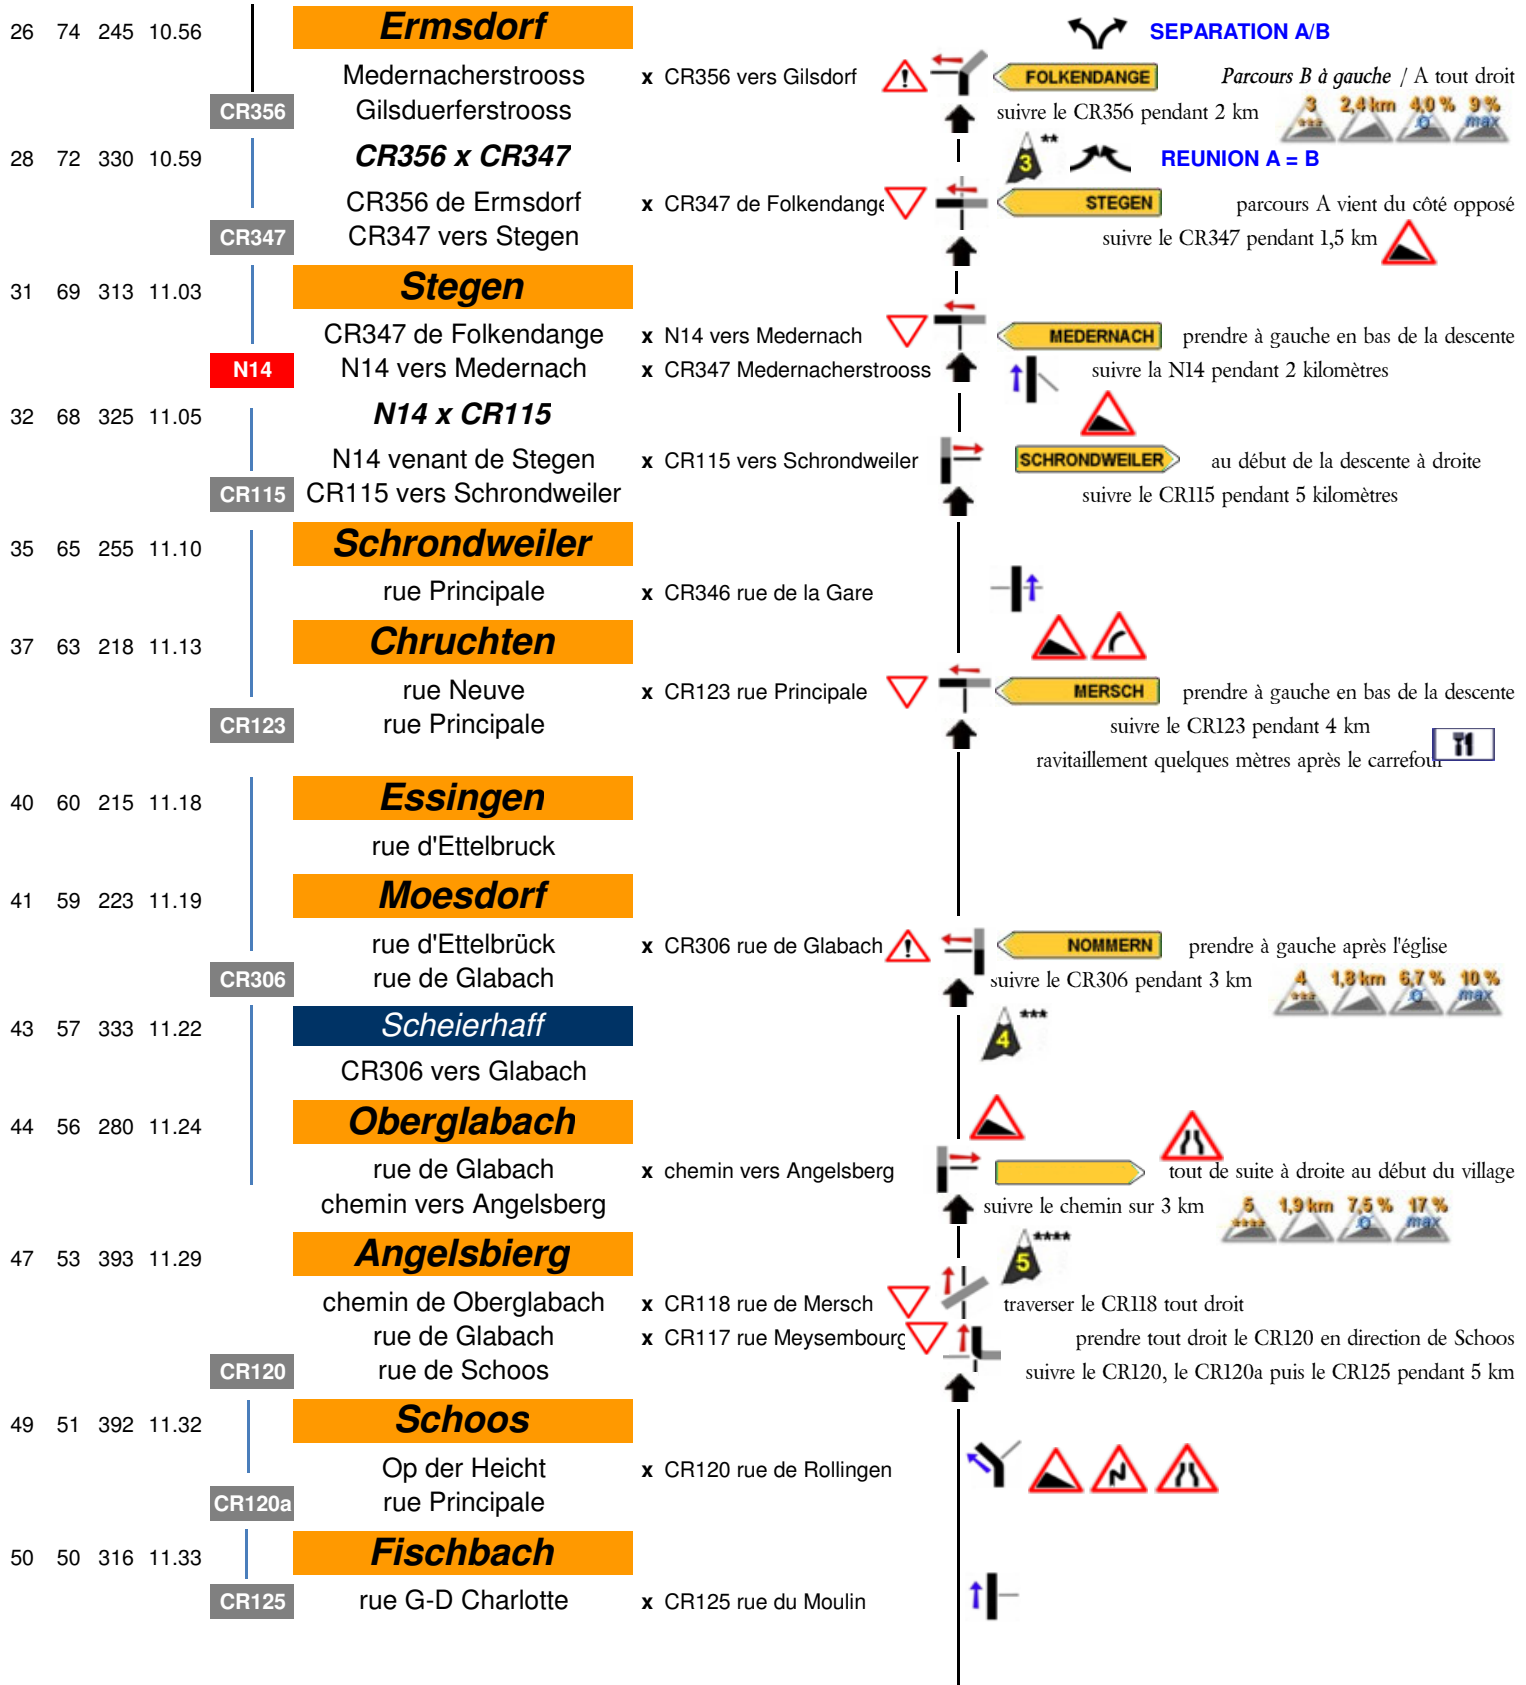 26 74 245 10.56 Ermsdorf SEPARATION A/B
Medernacherstrooss x CR356 vers Gilsdorf FOLKENDANGE Parcours B à gauche / A tout droit
CR356 Gilsduerferstrooss suivre le CR356 pendant 2 km 3 *** 2,4 km 4,0 % Ø 9 % max
28 72 330 10.59 CR356 x CR347 3 ** REUNION A = B
CR356 de Ermsdorf x CR347 de Folkendange STEGEN parcours A vient du côté opposé
CR347 CR347 vers Stegen suivre le CR347 pendant 1,5 km
31 69 313 11.03 Stegen
CR347 de Folkendange x N14 vers Medernach MEDERNACH prendre à gauche en bas de la descente
N14 N14 vers Medernach x CR347 Medernacherstrooss suivre la N14 pendant 2 kilomètres
32 68 325 11.05 N14 x CR115
N14 venant de Stegen x CR115 vers Schrondweiler SCHRONDWEILER au début de la descente à droite
CR115 CR115 vers Schrondweiler suivre le CR115 pendant 5 kilomètres
35 65 255 11.10 Schrondweiler
rue Principale x CR346 rue de la Gare
37 63 218 11.13 Chruchten
rue Neuve x CR123 rue Principale MERSCH prendre à gauche en bas de la descente
CR123 rue Principale suivre le CR123 pendant 4 km
ravitaillement quelques mètres après le carrefour
40 60 215 11.18 Essingen
rue d'Ettelbruck
41 59 223 11.19 Moesdorf
rue d'Ettelbrück x CR306 rue de Glabach NOMMERN prendre à gauche après l'église
CR306 rue de Glabach suivre le CR306 pendant 3 km 4 *** 1,8 km 6,7 % Ø 10 % max
43 57 333 11.22 Scheierhaff 4 ***
CR306 vers Glabach
44 56 280 11.24 Oberglabach
rue de Glabach x chemin vers Angelsberg tout de suite à droite au début du village
chemin vers Angelsberg suivre le chemin sur 3 km 5 **** 1,9 km 7,5 % Ø 17 % max
47 53 393 11.29 Angelsbierg 5 ****
chemin de Oberglabach x CR118 rue de Mersch traverser le CR118 tout droit
rue de Glabach x CR117 rue Meysembourg prendre tout droit le CR120 en direction de Schoos
CR120 rue de Schoos suivre le CR120, le CR120a puis le CR125 pendant 5 km
49 51 392 11.32 Schoos
Op der Heicht x CR120 rue de Rollingen
CR120a rue Principale
50 50 316 11.33 Fischbach
CR125 rue G-D Charlotte x CR125 rue du Moulin